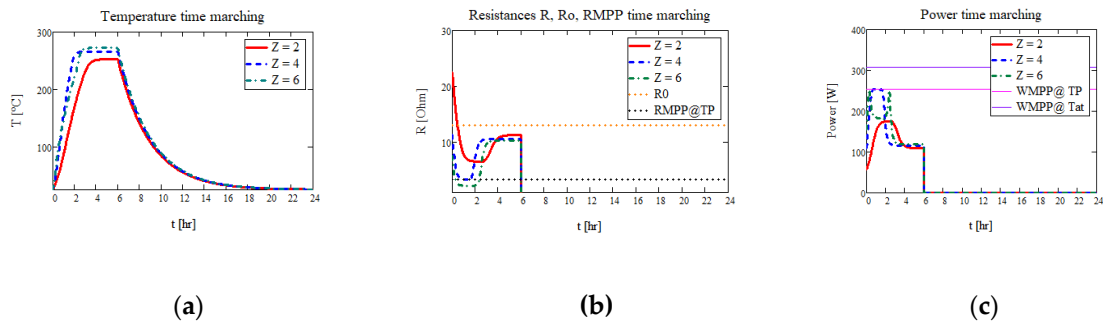 Temperature time marching
300
200
100
T [ºC]
Z = 2
Z = 4
Z = 6
0 2 4 6 8 10 12 14 16 18 20 22 24
t [hr]
(a)
Resistances R, Ro, RMPP time marching
30
20
10
R [Ohm]
Z = 2
Z = 4
Z = 6
R0
RMPP@TP
0 2 4 6 8 10 12 14 16 18 20 22 24
t [hr]
(b)
Power time marching
400
300
200
100
0
Power [W]
Z = 2
Z = 4
Z = 6
WMPP@ TP
WMPP@ Tat
0 2 4 6 8 10 12 14 16 18 20 22 24
t [hr]
(c)